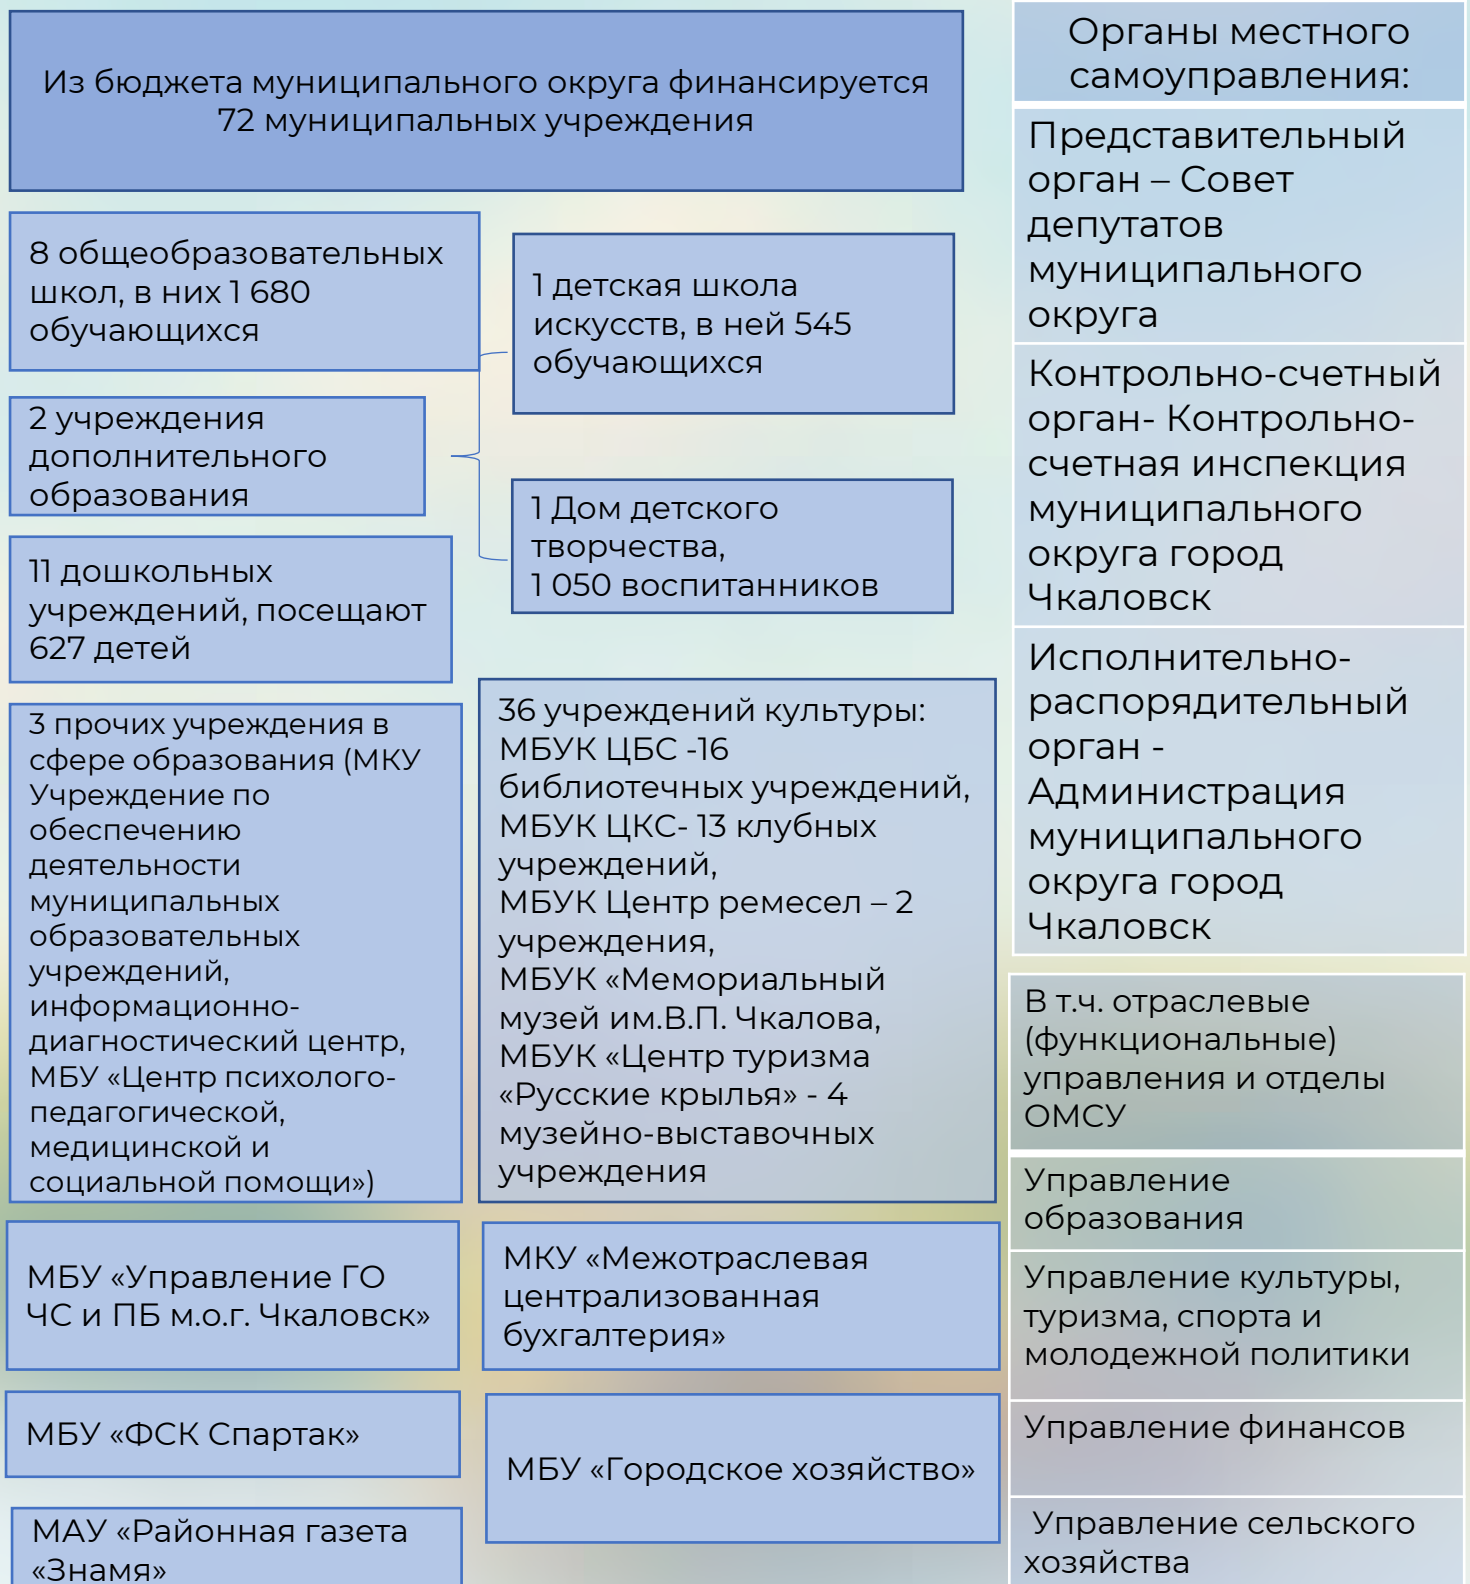 Из бюджета муниципального округа финансируется
72 муниципальных учреждения
8 общеобразовательных
школ, в них 1 680
обучающихся
1 детская школа
искусств, в ней 545
обучающихся
2 учреждения
дополнительного
образования
1 Дом детского
творчества,
1 050 воспитанников
11 дошкольных
учреждений, посещают
627 детей
3 прочих учреждения в
сфере образования (МКУ
Учреждение по
обеспечению
деятельности
муниципальных
образовательных
учреждений,
информационно-
диагностический центр,
МБУ «Центр психолого-
педагогической,
медицинской и
социальной помощи»)
36 учреждений культуры:
МБУК ЦБС -16
библиотечных учреждений,
МБУК ЦКС- 13 клубных
учреждений,
МБУК Центр ремесел – 2
учреждения,
МБУК «Мемориальный
музей им.В.П. Чкалова,
МБУК «Центр туризма
«Русские крылья» - 4
музейно-выставочных
учреждения
МБУ «Управление ГО
ЧС и ПБ м.о.г. Чкаловск»
МКУ «Межотраслевая
централизованная
бухгалтерия»
МБУ «ФСК Спартак»
МБУ «Городское хозяйство»
МАУ «Районная газета
«Знамя»
Органы местного
самоуправления:
Представительный
орган – Совет
депутатов
муниципального
округа
Контрольно-счетный
орган- Контрольно-
счетная инспекция
муниципального
округа город
Чкаловск
Исполнительно-
распорядительный
орган -
Администрация
муниципального
округа город
Чкаловск
В т.ч. отраслевые
(функциональные)
управления и отделы
ОМСУ
Управление
образования
Управление культуры,
туризма, спорта и
молодежной политики
Управление финансов
Управление сельского
хозяйства